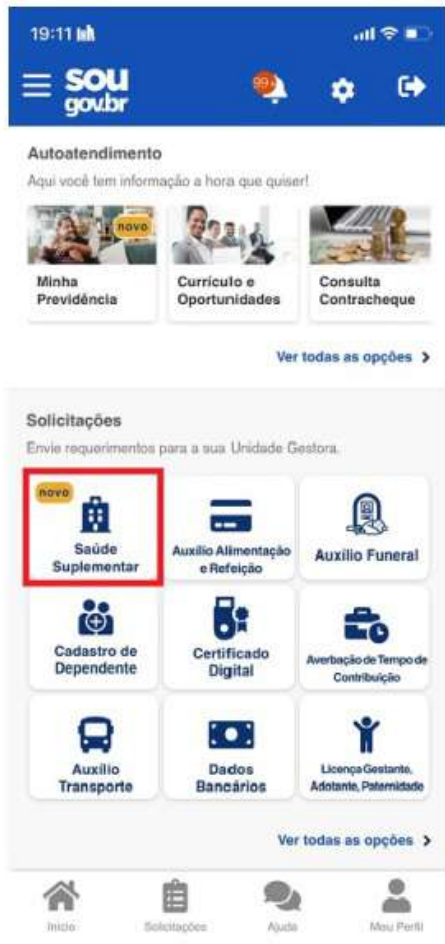 19:11
sou
gov.br
99+
Autoatendimento
Aqui você tem informação a hora que quiser!
novo
Minha
Previdência
Currículo e
Oportunidades
Consulta
Contracheque
Ver todas as opções
Solicitações
Envie requerimentos para a sua Unidade Gestora.
novo
Saúde
Suplementar
Auxílio Alimentação
e Refeição
Auxílio Funeral
Cadastro de
Dependente
Certificado
Digital
Averbação de Tempo de
Contribuição
Auxílio
Transporte
Dados
Bancários
Licença Gestante,
Adotante, Paternidade
Ver todas as opções
Início
Solicitações
Ajuda
Meu Perfil